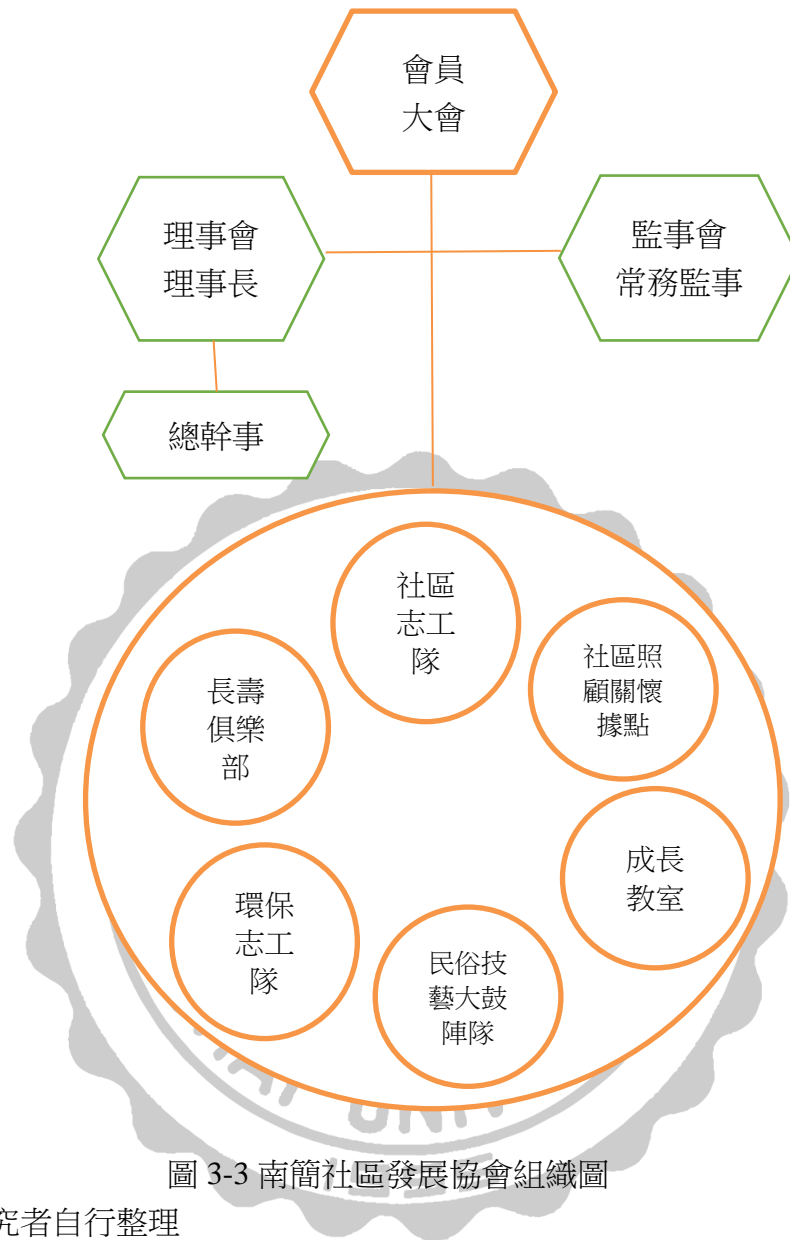 會員
大會
理事會
理事長
監事會
常務監事
總幹事
社區
志工
隊
社區照
顧關懷
據點
長壽
俱樂
部
成長
教室
環保
志工
隊
民俗技
藝大鼓
陣隊
圖 3-3 南簡社區發展協會組織圖
究者自行整理